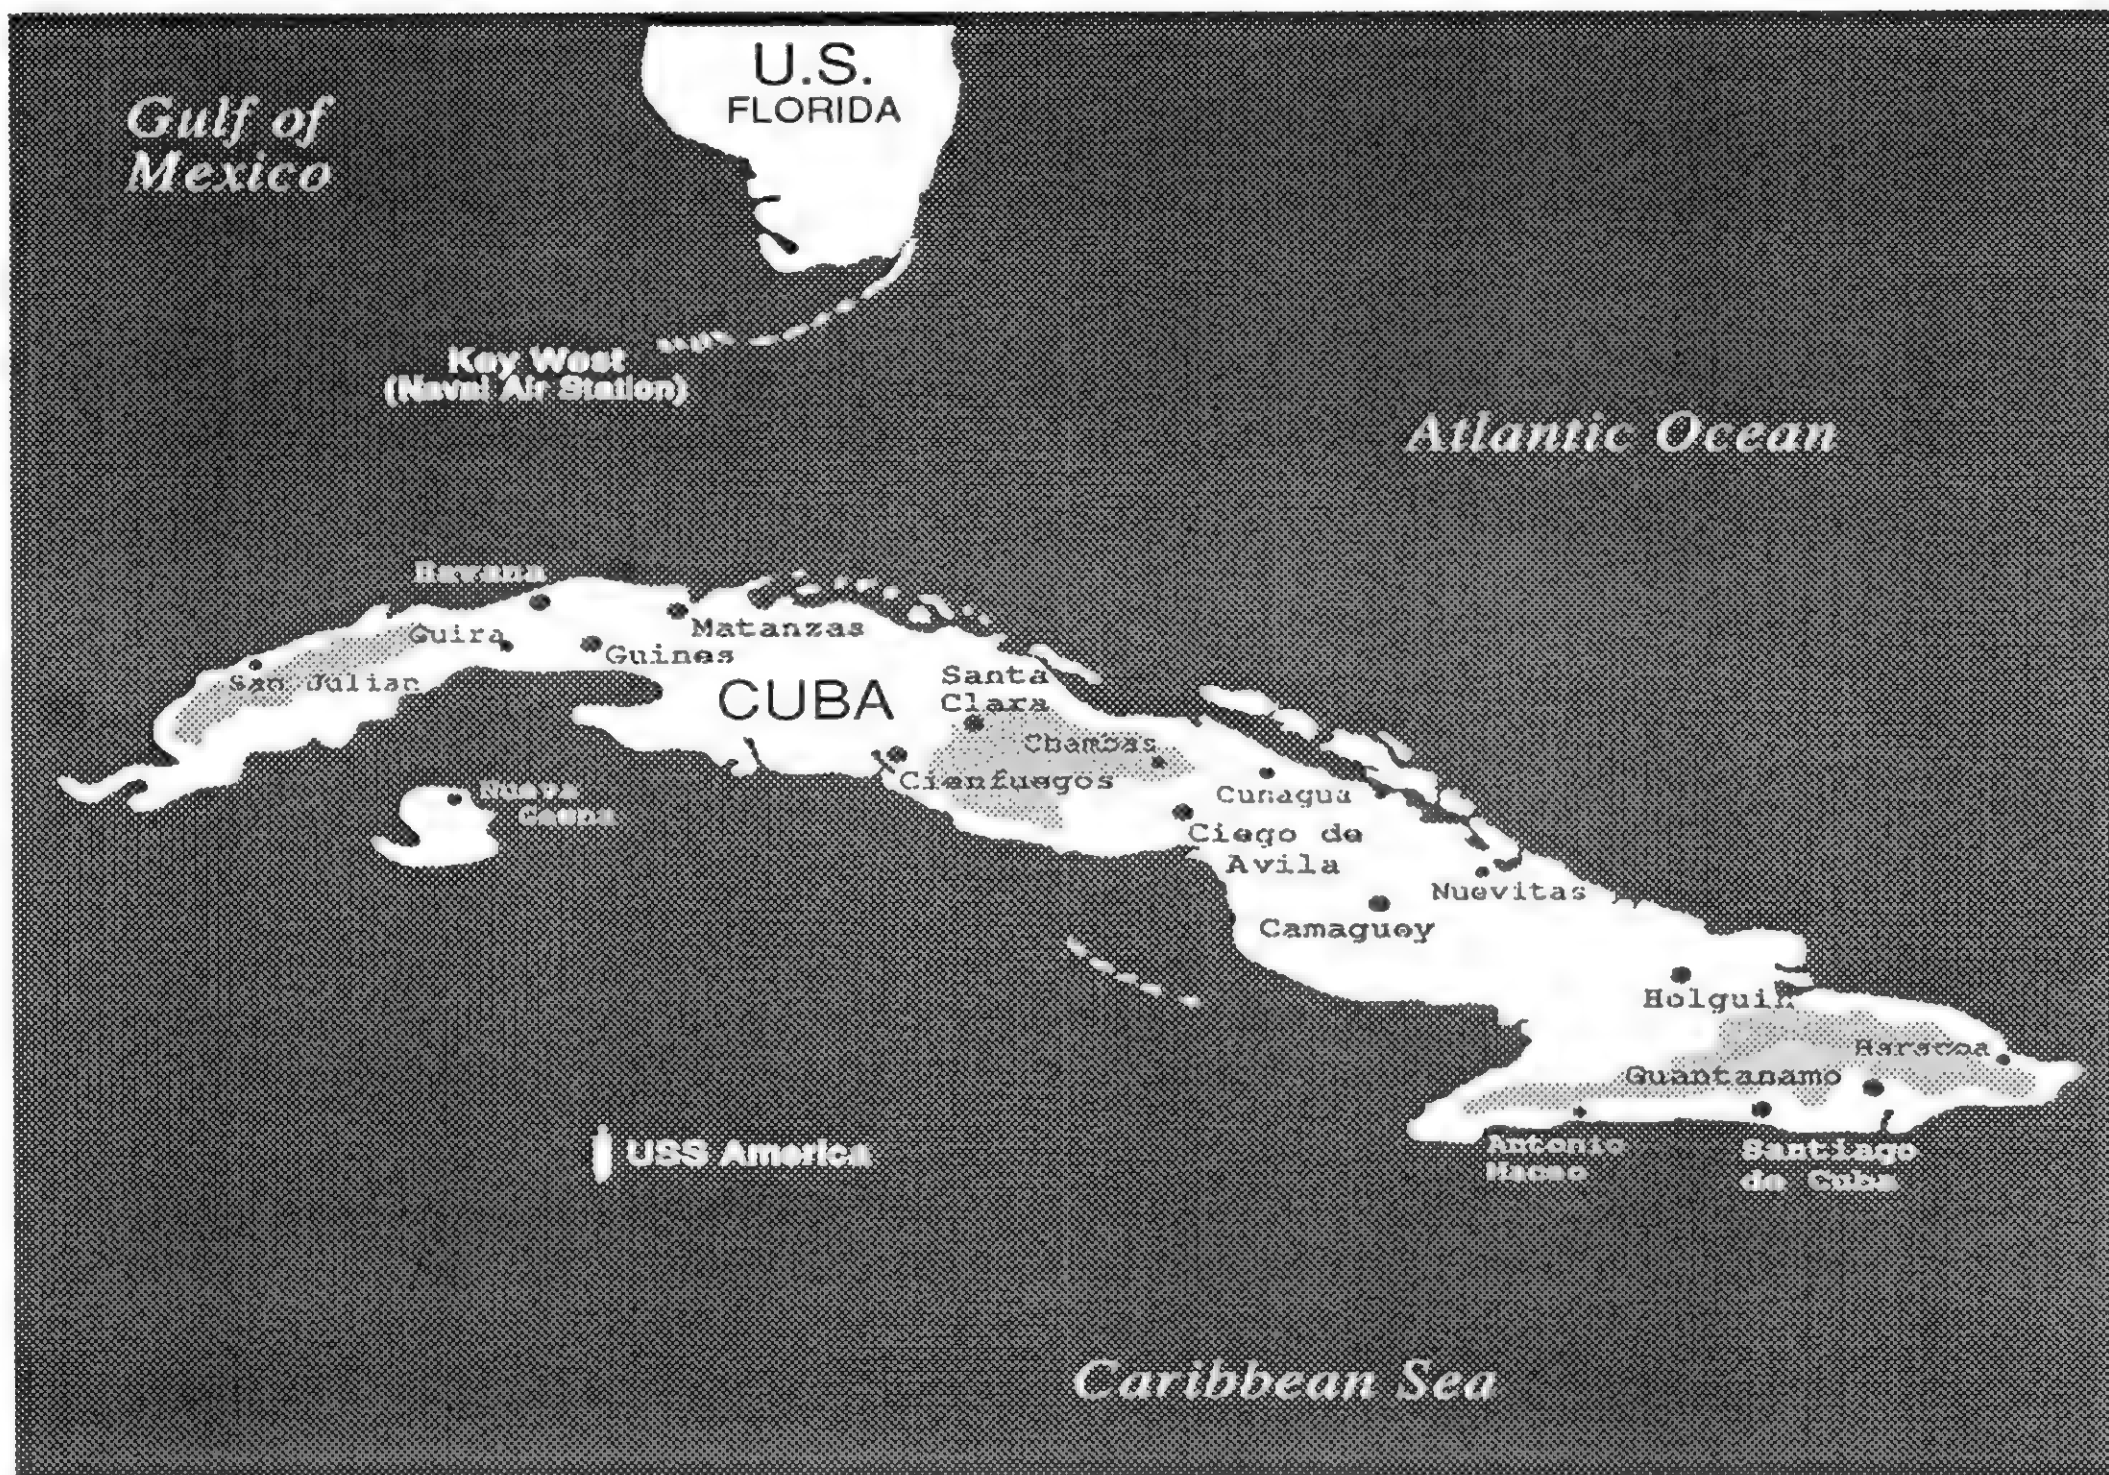 U.S.
FLORIDA
Gulf of
Mexico
Key West
(Naval Air Station)
Atlantic Ocean
Havana
Matanzas
Guira
Guines
San Julian
CUBA
Santa
Clara
Chambas
Cienfuegos
Cunagua
Nueva
Ciego de
Avila
Nuevitas
Camaguey
Holguin
Baracoa
Guantanamo
USS America
Antonio
Maceo
Santiago
de Cuba
Caribbean Sea